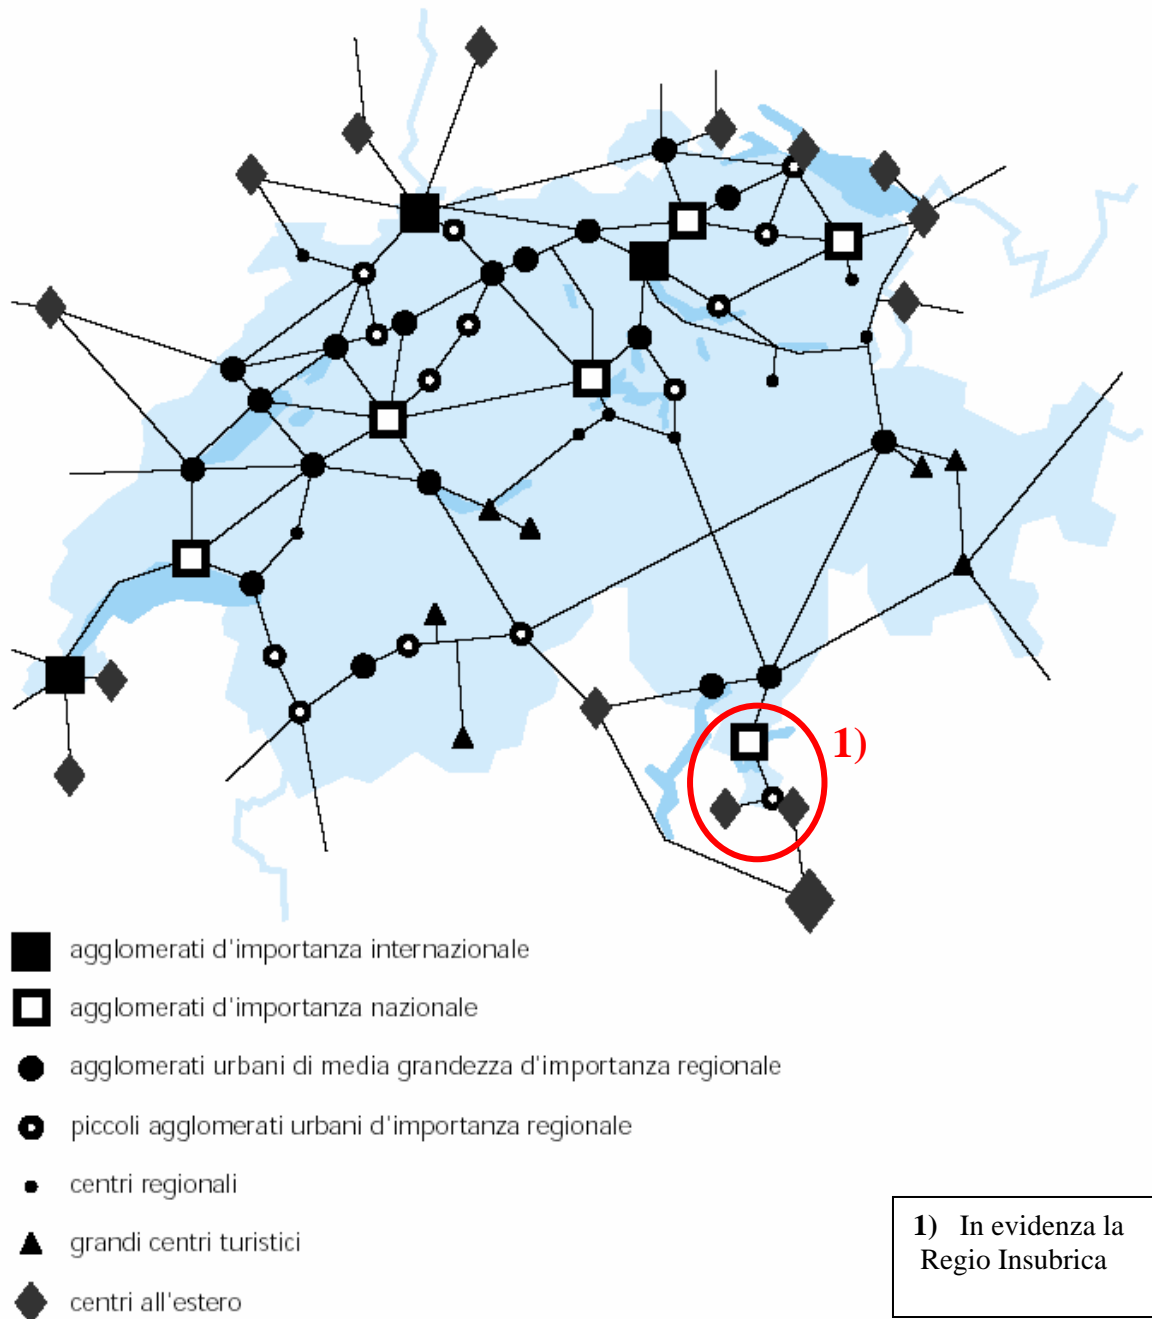 1)
agglomerati d'importanza internazionale
agglomerati d'importanza nazionale
agglomerati urbani di media grandezza d'importanza regionale
piccoli agglomerati urbani d'importanza regionale
centri regionali
grandi centri turistici
centri all'estero
1) In evidenza la
Regio Insubrica